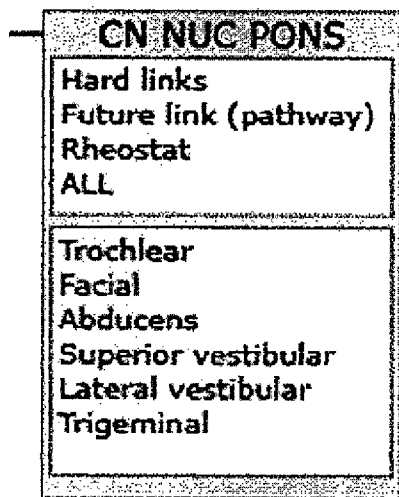 CN NUC PONS
Hard links
Future link (pathway)
Rheostat
ALL
Trochlear
Facial
Abducens
Superior vestibular
Lateral vestibular
Trigeminal